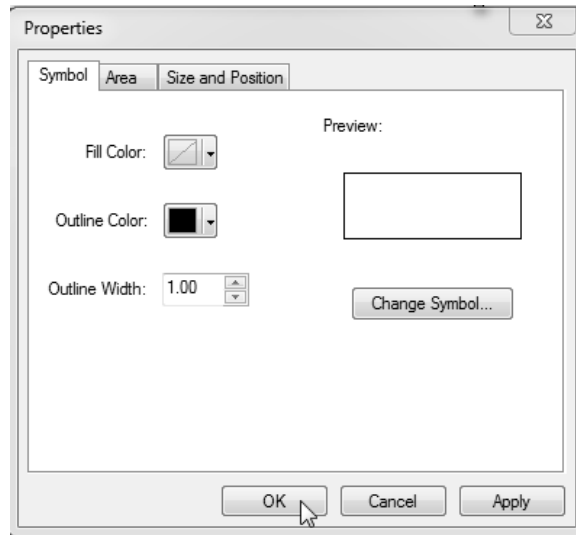 Properties
Symbol Area Size and Position
Preview:
Fill Color:
Outline Color:
Outline Width: 1.00
Change Symbol...
OK Cancel Apply